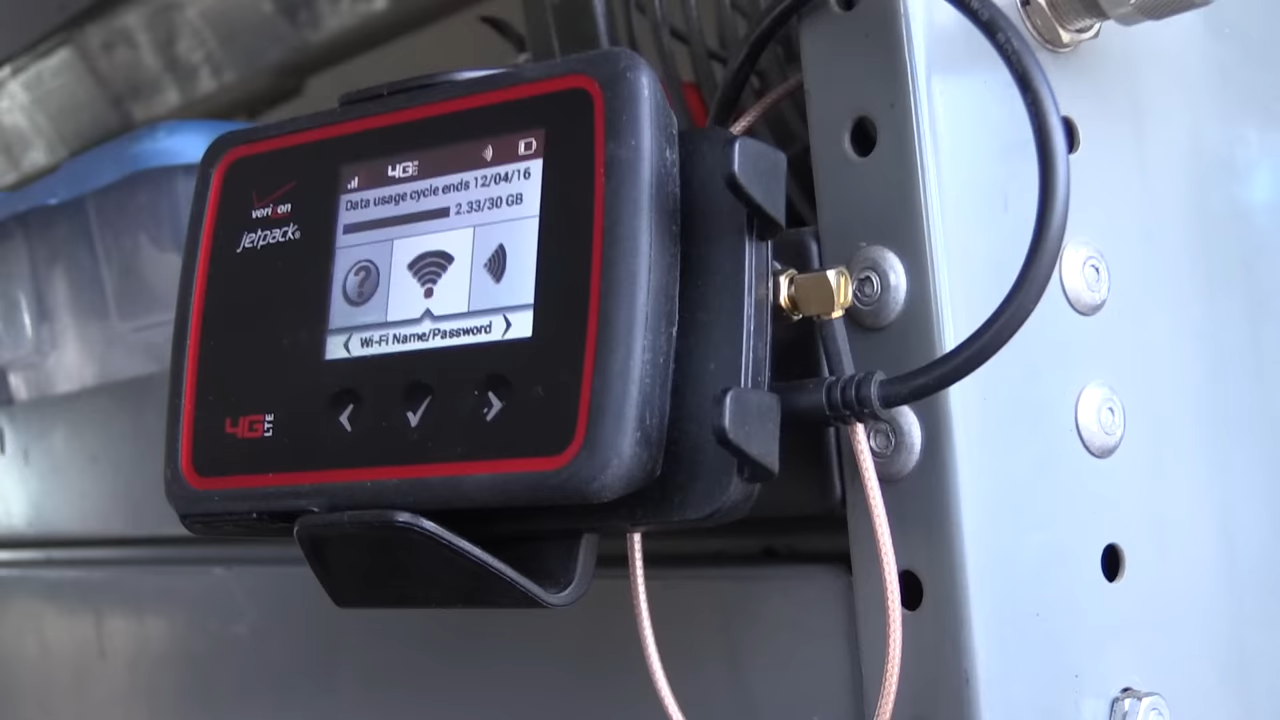 4G LTE
Data usage cycle ends 12/04/16
2.33/30 GB
?
Wi-Fi Name/Password
verizon
jetpack®
4G LTE